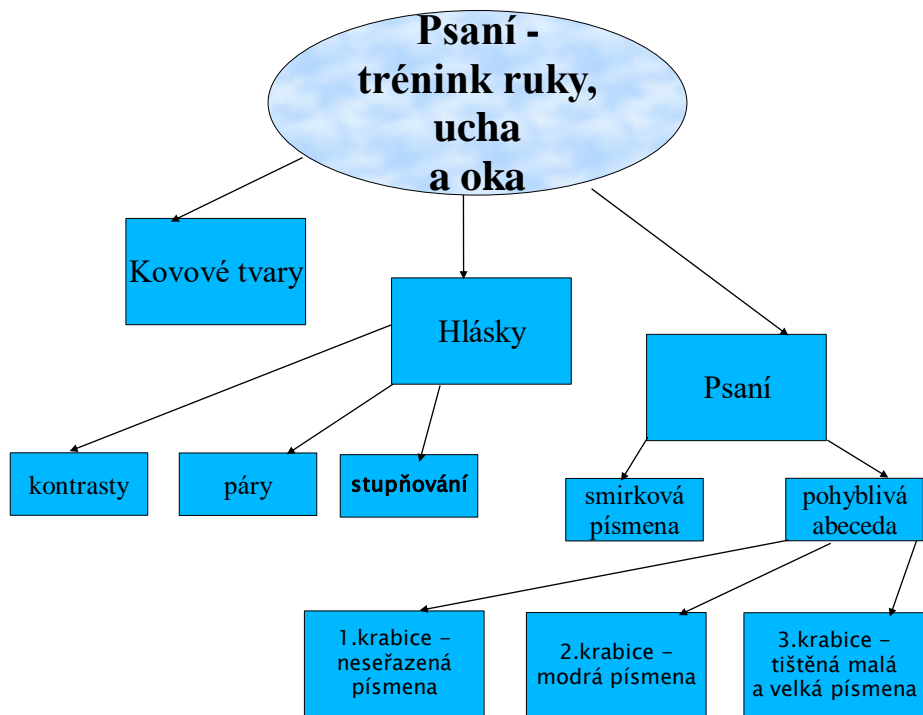 Psaní -
trénink ruky,
ucha
a oka
Kovové tvary
Hlásky
Psaní
kontrasty
páry
stupňování
smirková
písmena
pohyblivá
abeceda
1.krabice –
neseřazená
písmena
2.krabice –
modrá písmena
3.krabice –
tištěná malá
a velká písmena